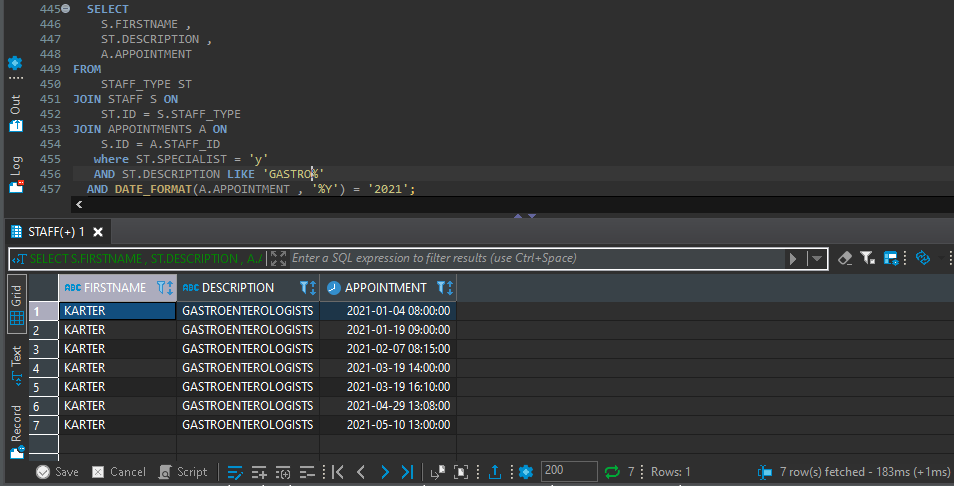 445 SELECT
446 S.FIRSTNAME ,
447 ST.DESCRIPTION ,
448 A.APPOINTMENT
449 FROM
450 STAFF_TYPE ST
451 JOIN STAFF S ON
452 ST.ID = S.STAFF_TYPE
453 JOIN APPOINTMENTS A ON
454 S.ID = A.STAFF_ID
455 where ST.SPECIALIST = 'y'
456 AND ST.DESCRIPTION LIKE 'GASTRO%'
457 AND DATE_FORMAT(A.APPOINTMENT , '%Y') = '2021';
Out
Log
STAFF(+) 1
SELECT S.FIRSTNAME , ST.DESCRIPTION , A.A
Enter a SQL expression to filter results (use Ctrl+Space)
Grid
Text
Record
ABC FIRSTNAME ABC DESCRIPTION APPOINTMENT
1 KARTER GASTROENTEROLOGISTS 2021-01-04 08:00:00
2 KARTER GASTROENTEROLOGISTS 2021-01-19 09:00:00
3 KARTER GASTROENTEROLOGISTS 2021-02-07 08:15:00
4 KARTER GASTROENTEROLOGISTS 2021-03-19 14:00:00
5 KARTER GASTROENTEROLOGISTS 2021-03-19 16:10:00
6 KARTER GASTROENTEROLOGISTS 2021-04-29 13:08:00
7 KARTER GASTROENTEROLOGISTS 2021-05-10 13:00:00
Save Cancel Script 200 7 Rows: 1 7 row(s) fetched - 183ms (+1ms)